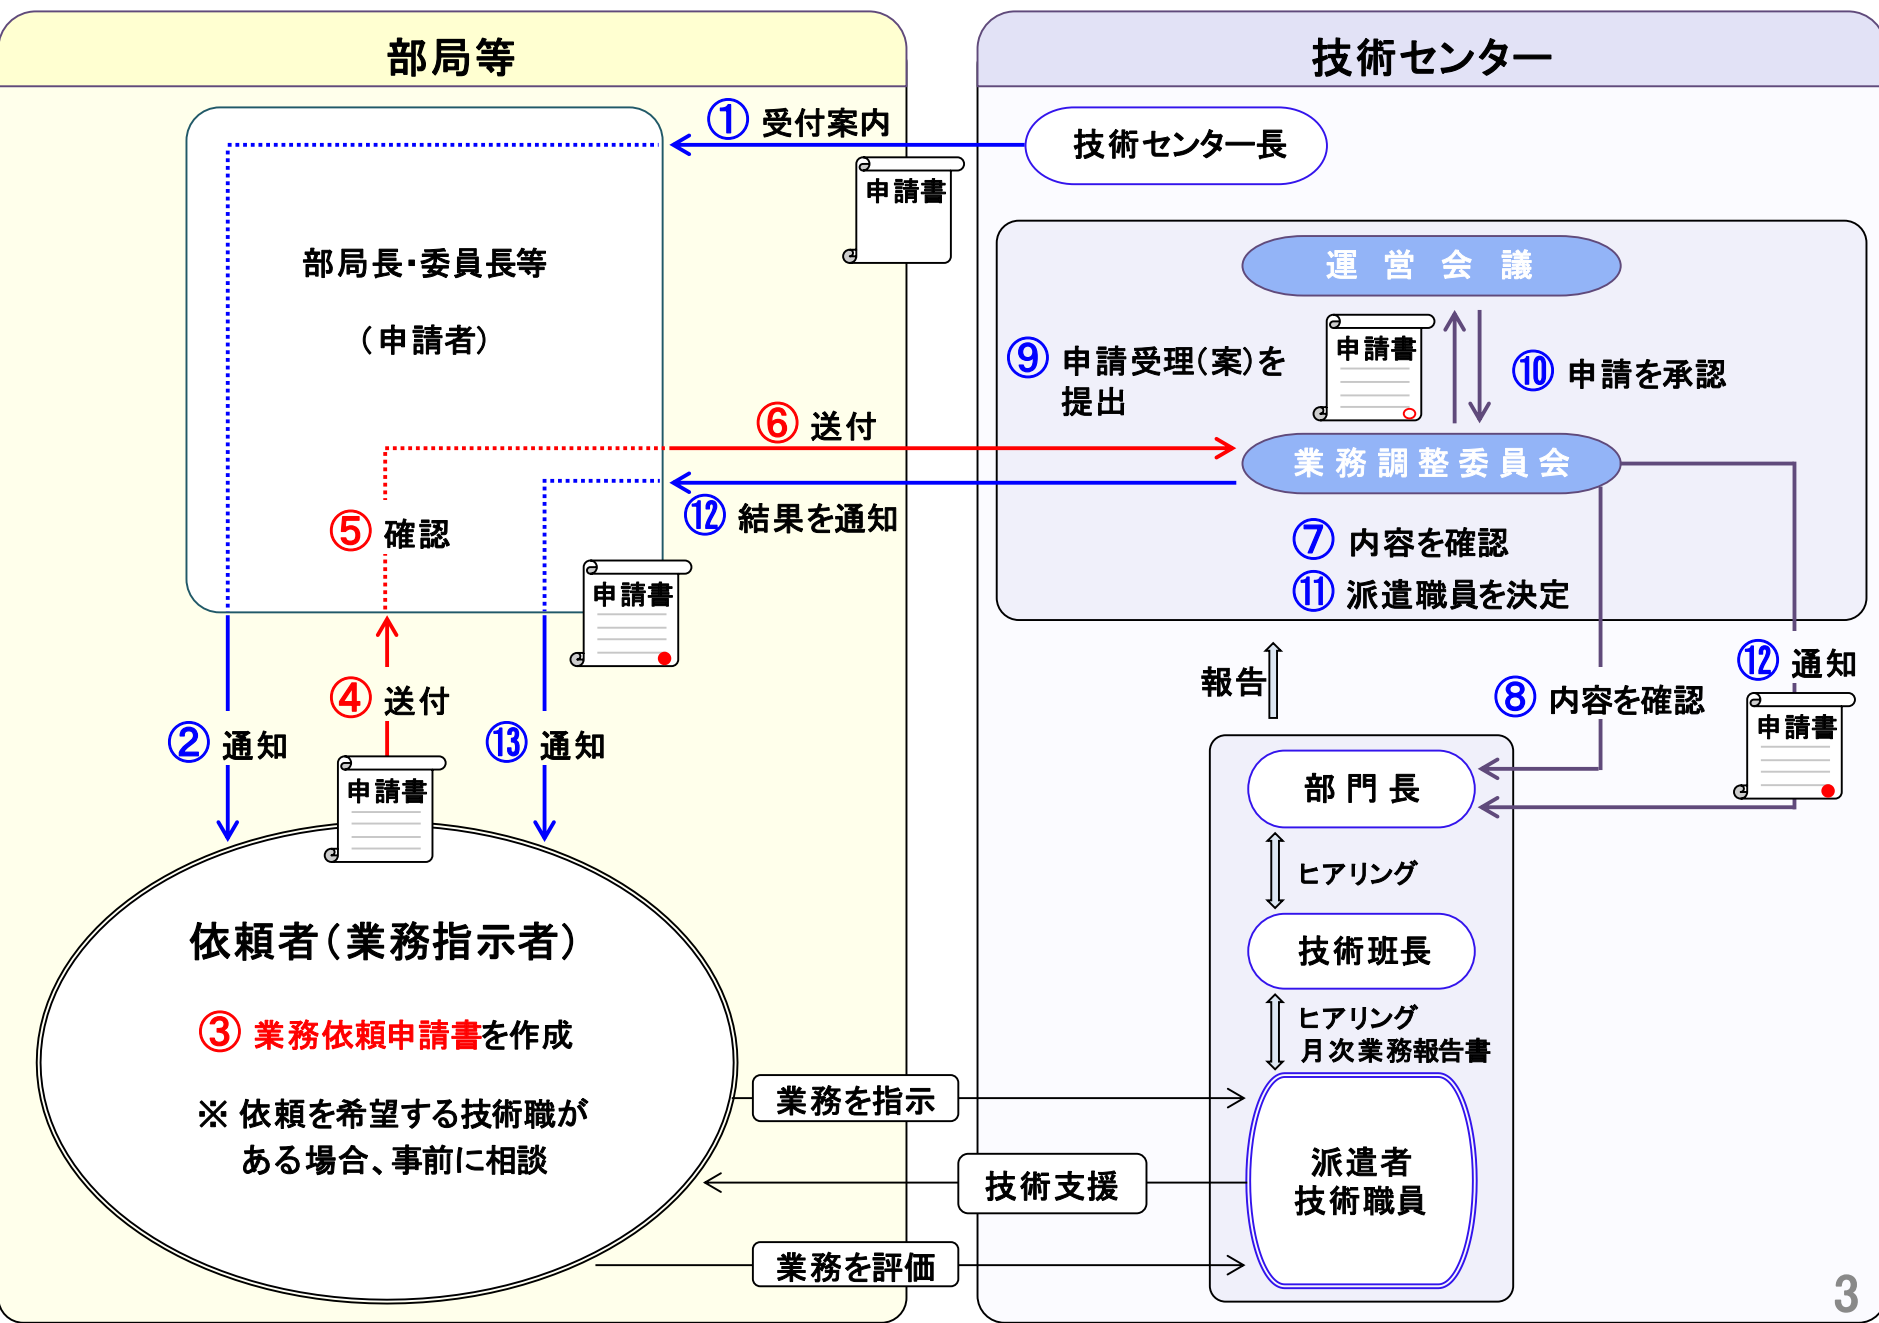 部局等
技術センター
① 受付案内
技術センター長
申請書
部局長・委員長等
（申請者）
運営会議
申請書
⑨ 申請受理（案）を
提出
⑩ 申請を承認
⑥ 送付
業務調整委員会
⑫ 結果を通知
⑤ 確認
⑦ 内容を確認
⑪ 派遣職員を決定
申請書
報告
⑫ 通知
⑧ 内容を確認
申請書
④ 送付
② 通知
⑬ 通知
申請書
部門長
ヒアリング
依頼者（業務指示者）
技術班長
③ 業務依頼申請書を作成
ヒアリング
月次業務報告書
※ 依頼を希望する技術職が
ある場合、事前に相談
業務を指示
技術支援
派遣者
技術職員
業務を評価
3